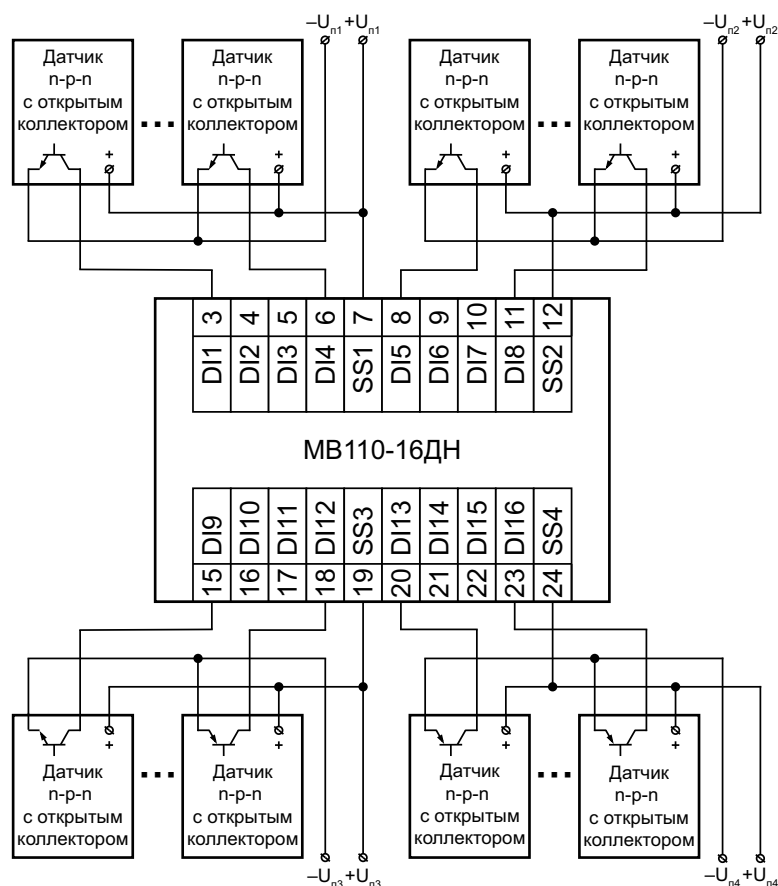 –Uп1 +Uп1
–Uп2 +Uп2
Датчик
n-p-n
с открытым
коллектором
+
...
Датчик
n-p-n
с открытым
коллектором
+
Датчик
n-p-n
с открытым
коллектором
+
...
Датчик
n-p-n
с открытым
коллектором
+
3 4 5 6 7 8 9 10 11 12
DI1 DI2 DI3 DI4 SS1 DI5 DI6 DI7 DI8 SS2
МВ110-16ДН
DI9 DI10 DI11 DI12 SS3 DI13 DI14 DI15 DI16 SS4
15 16 17 18 19 20 21 22 23 24
+
Датчик
n-p-n
с открытым
коллектором
...
+
Датчик
n-p-n
с открытым
коллектором
+
Датчик
n-p-n
с открытым
коллектором
...
+
Датчик
n-p-n
с открытым
коллектором
–Uп3 +Uп3
–Uп4 +Uп4